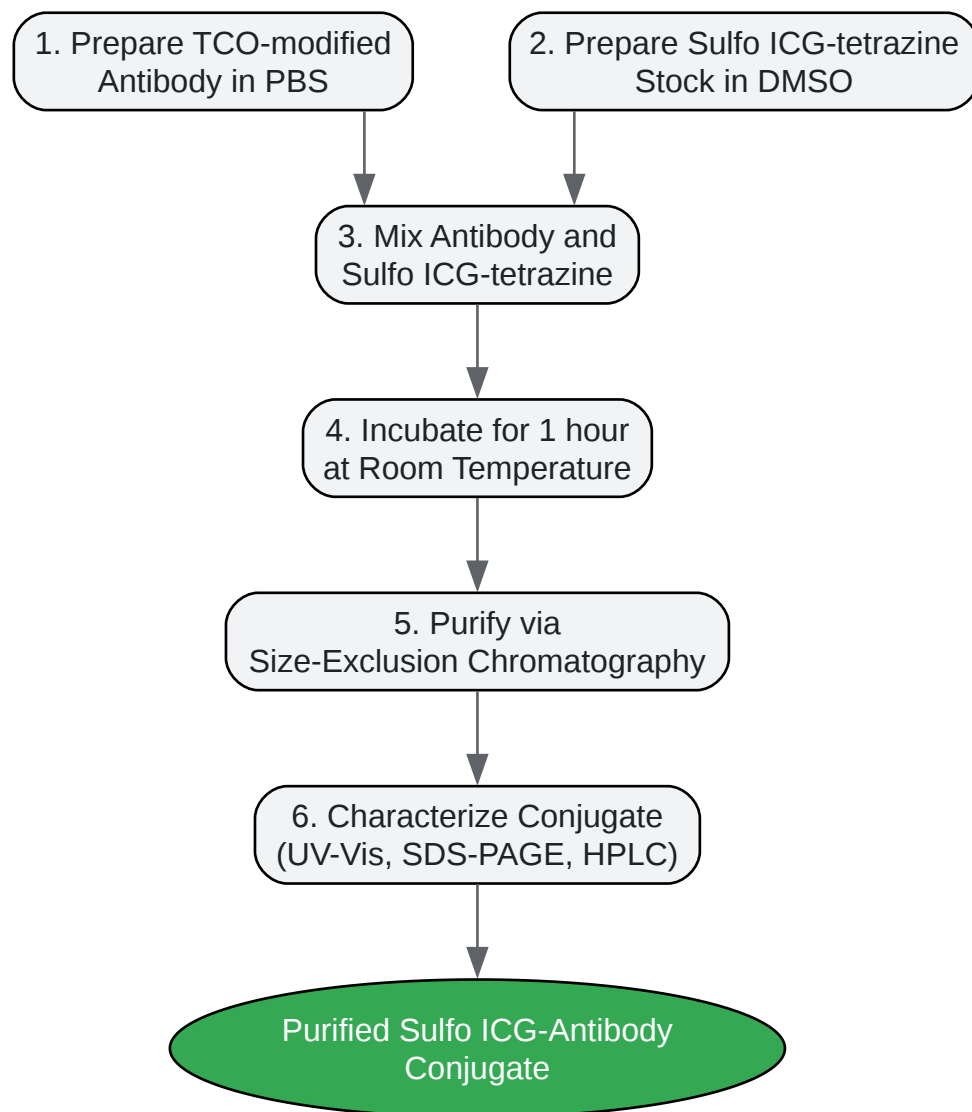 1. Prepare TCO-modified
Antibody in PBS
2. Prepare Sulfo ICG-tetrazine
Stock in DMSO
3. Mix Antibody and
Sulfo ICG-tetrazine
4. Incubate for 1 hour
at Room Temperature
5. Purify via
Size-Exclusion Chromatography
6. Characterize Conjugate
(UV-Vis, SDS-PAGE, HPLC)
Purified Sulfo ICG-Antibody
Conjugate